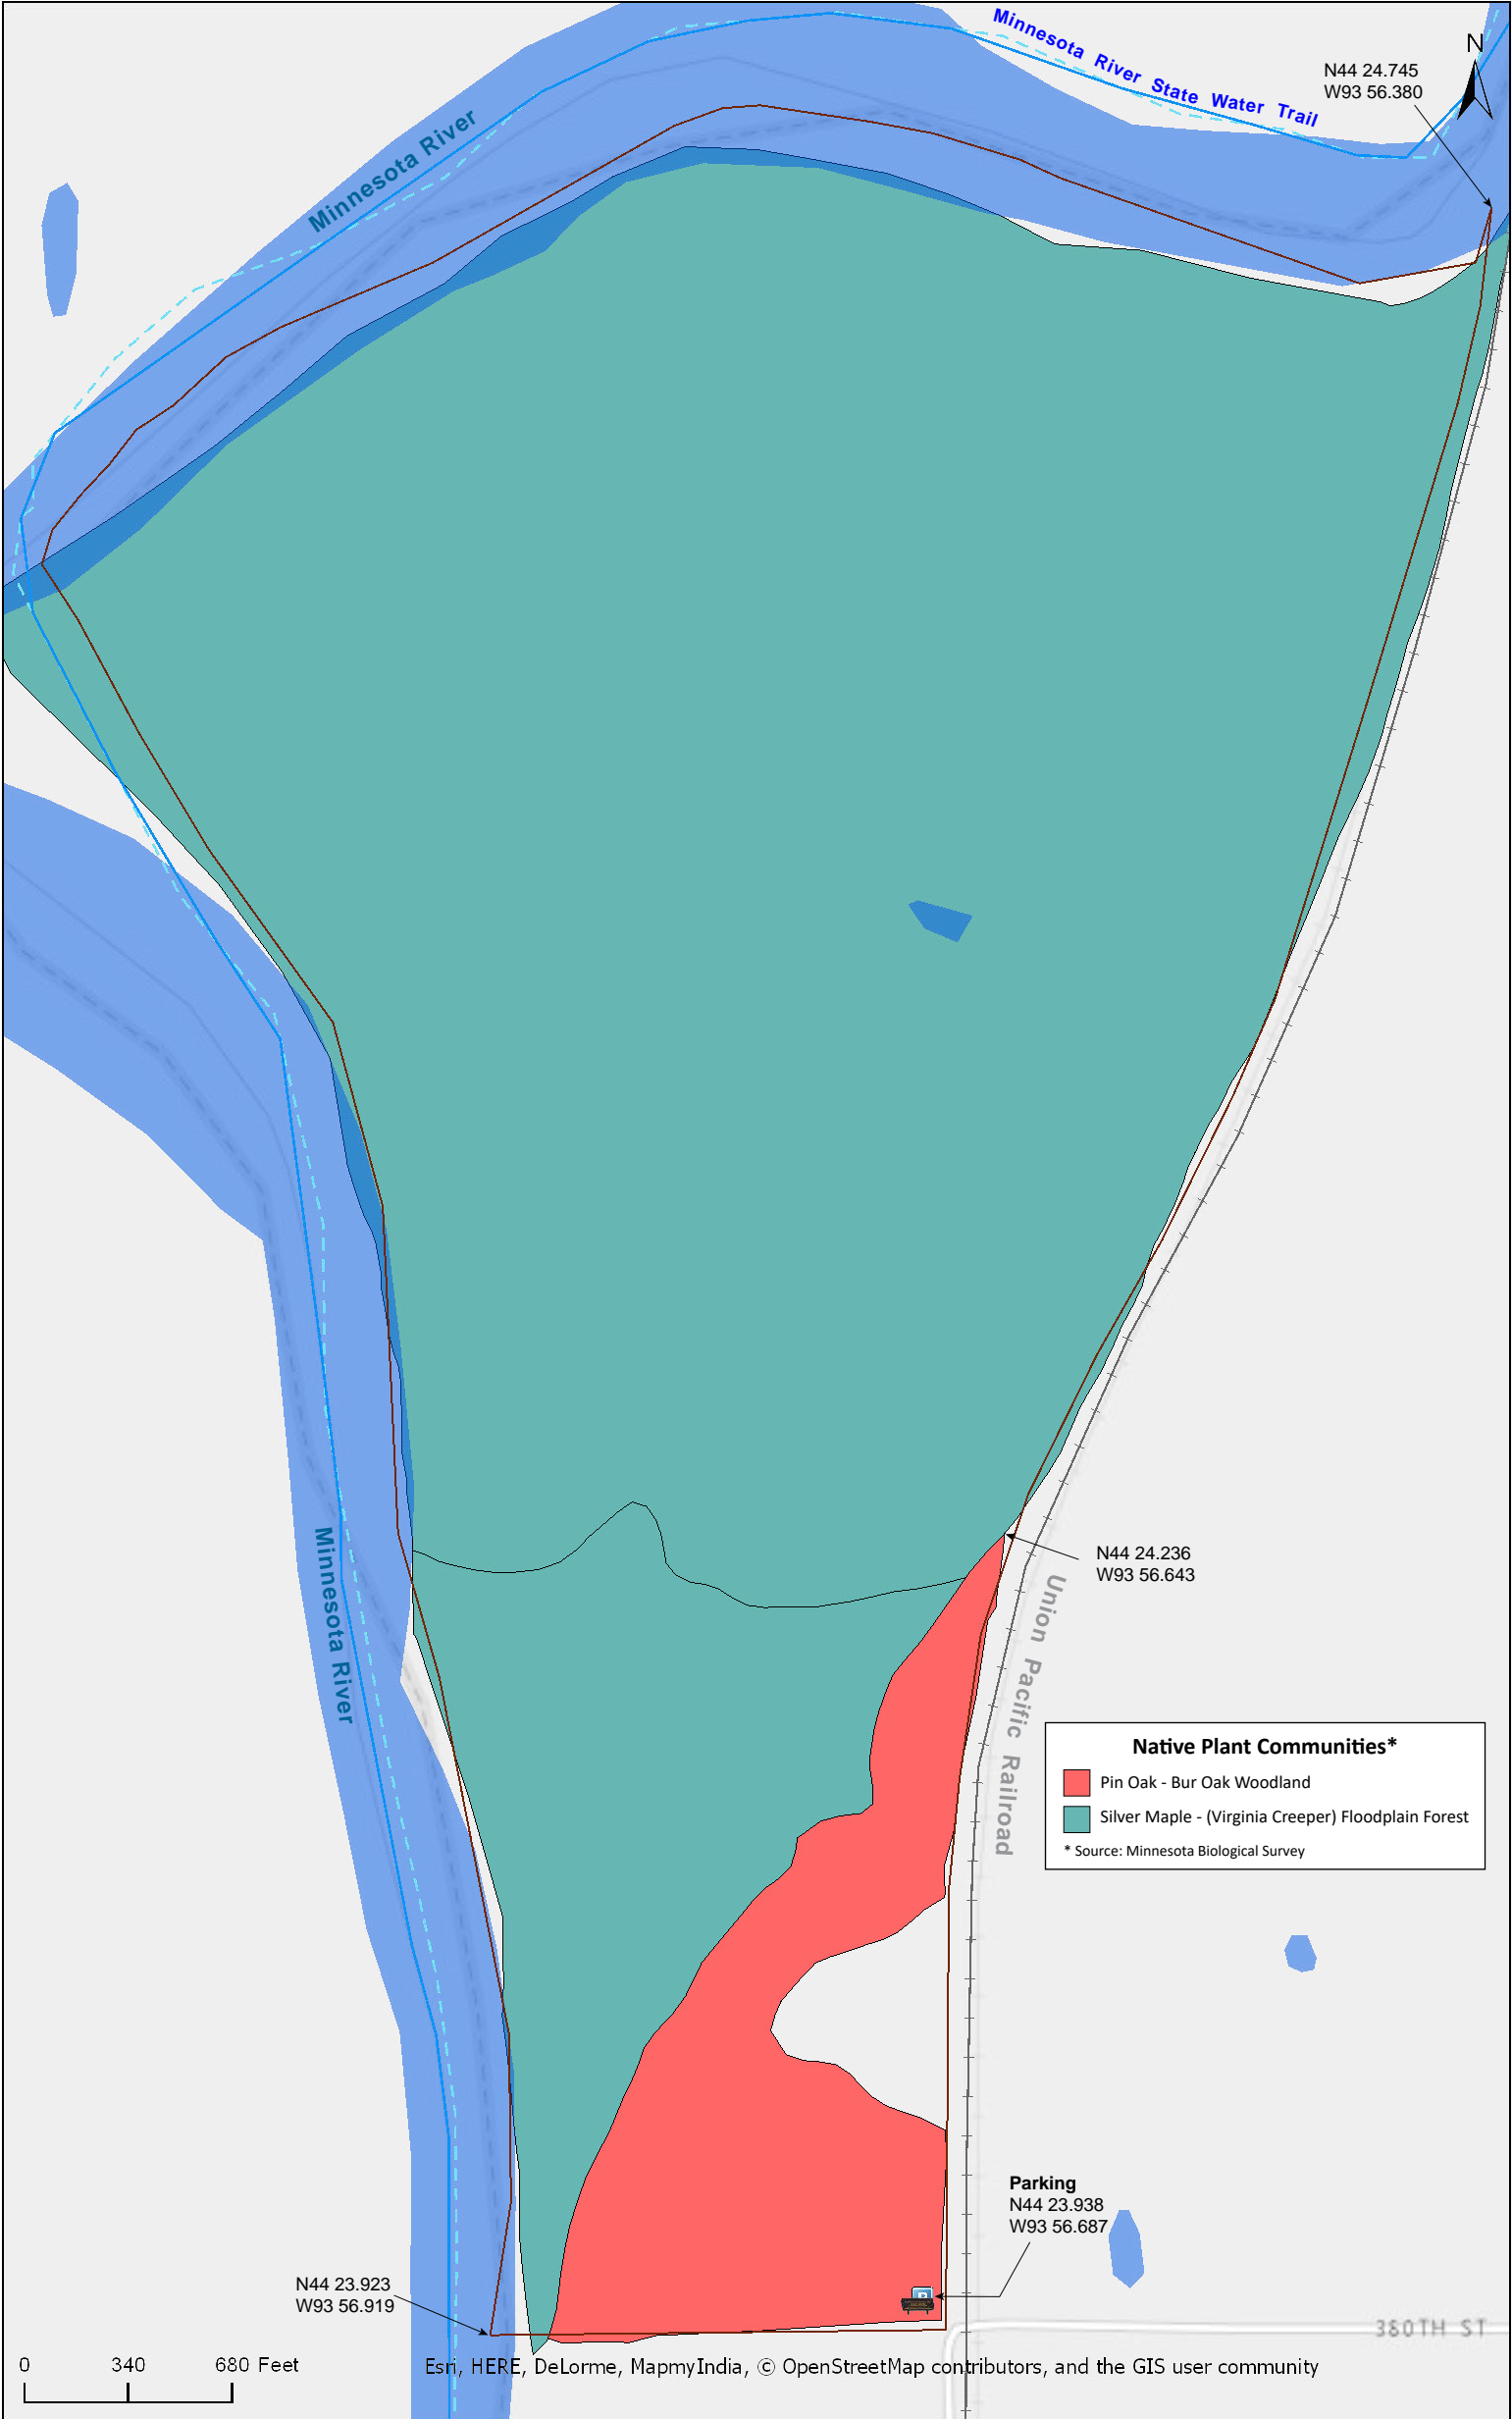 Minnesota River State Water Trail
N
N44 24.745
W93 56.380
Minnesota River
N44 24.236
W93 56.643
Minnesota River
Union Pacific Railroad
Native Plant Communities*
Pin Oak - Bur Oak Woodland
Silver Maple - (Virginia Creeper) Floodplain Forest
* Source: Minnesota Biological Survey
Parking
N44 23.938
W93 56.687
N44 23.923
W93 56.919
380TH ST
0 340 680 Feet
Esri, HERE, DeLorme, MapmyIndia, © OpenStreetMap contributors, and the GIS user community